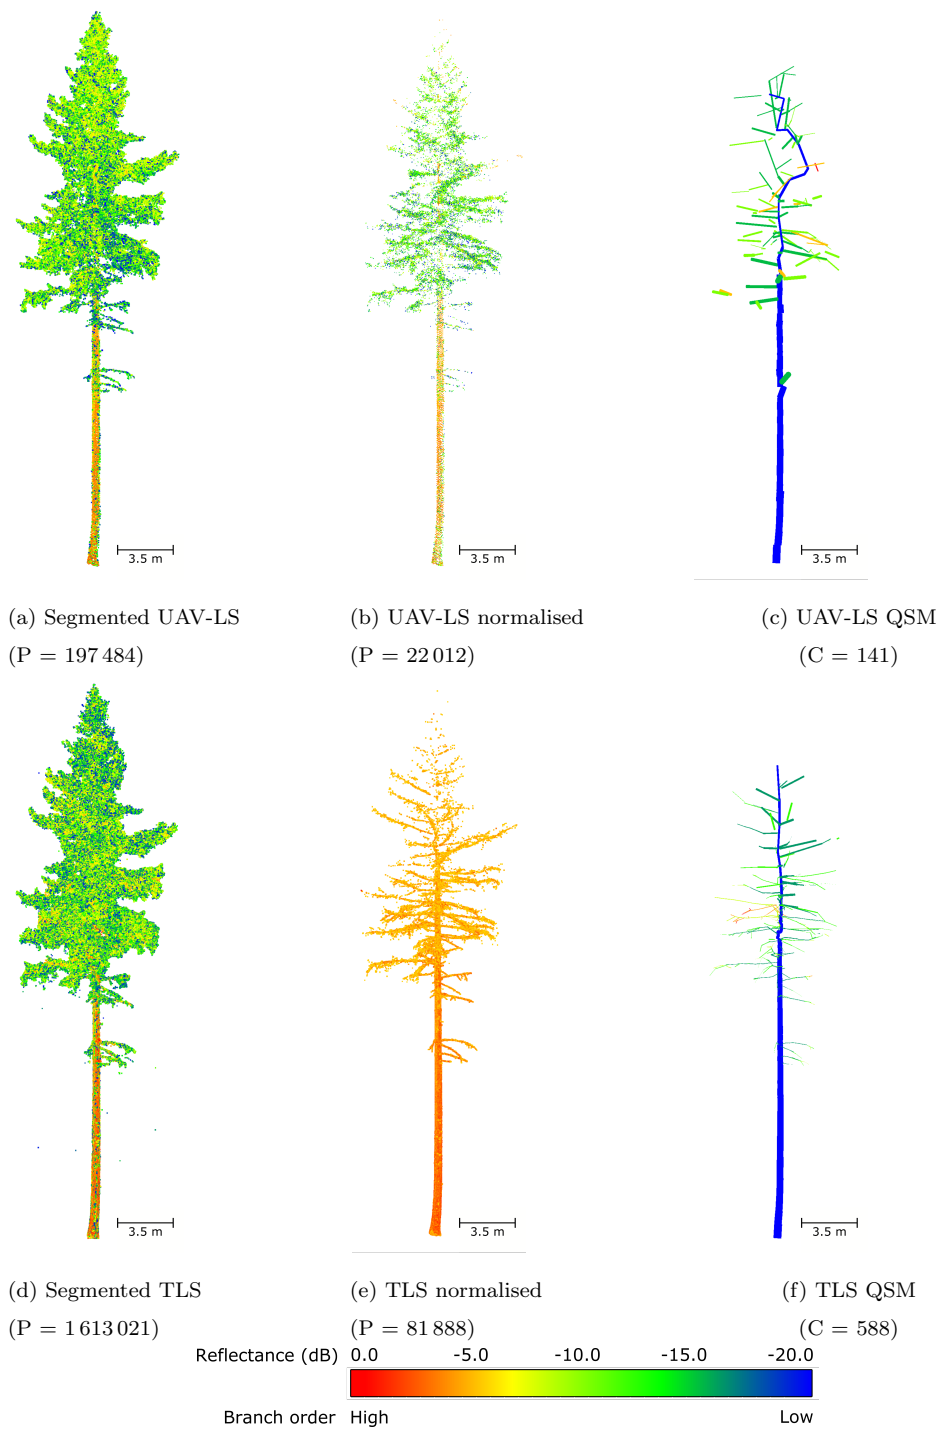 3.5 m 3.5 m 3.5 m
(a) Segmented UAV-LS (b) UAV-LS normalised (c) UAV-LS QSM
(P = 197 484) (P = 22 012) (C = 141)
3.5 m 3.5 m 3.5 m
(d) Segmented TLS (e) TLS normalised (f) TLS QSM
(P = 1 613 021) (P = 81 888) (C = 588)
Reflectance (dB) 0.0 -5.0 -10.0 -15.0 -20.0
Branch order High Low